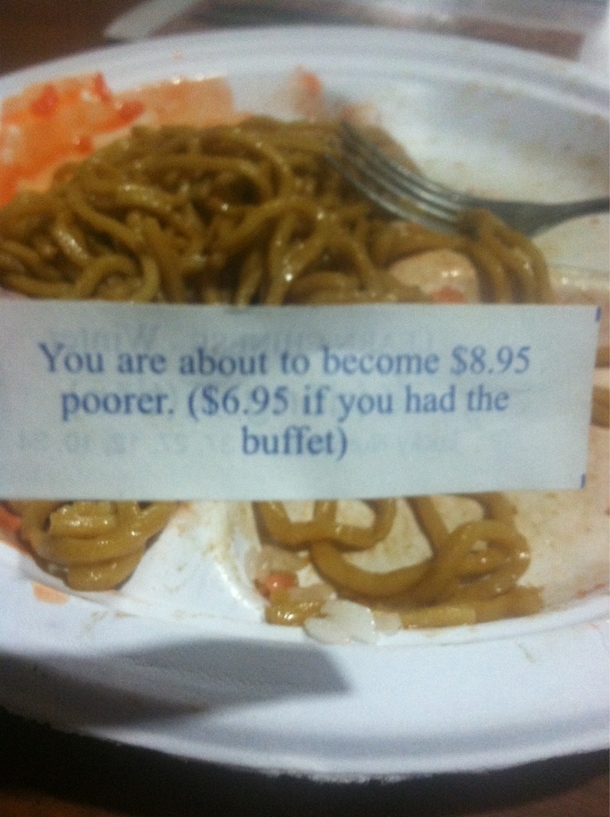 You are about to become $8.95
poorer. ($6.95 if you had the
buffet)